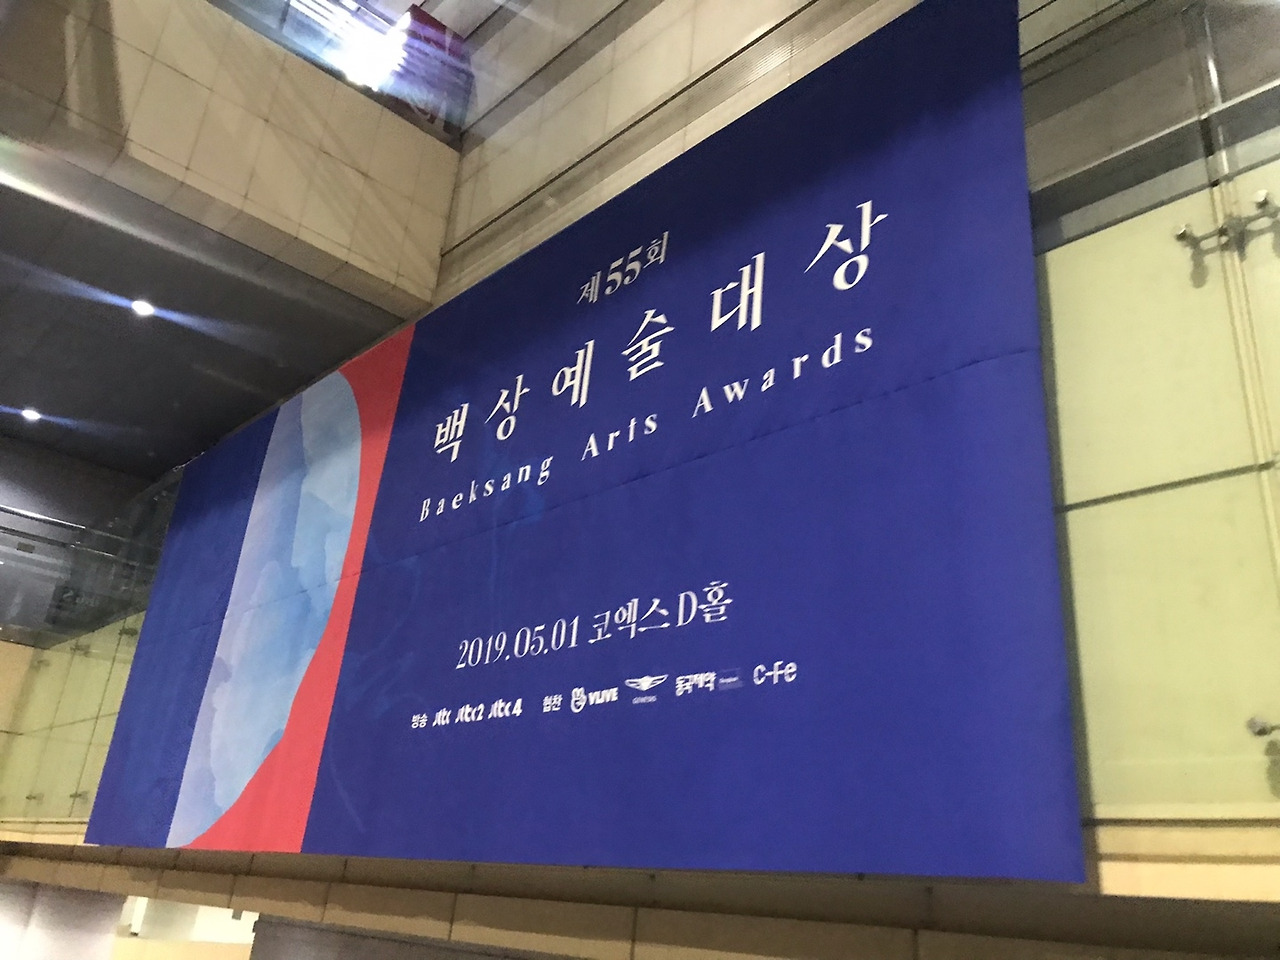 제55회
백상예술대상
Baeksang Arts Awards
2019.05.01 코엑스 D홀
방송 Jtbc Jtbc2 Jtbc4 협찬 VLIVE GENESIS 동국제약 C-Fe